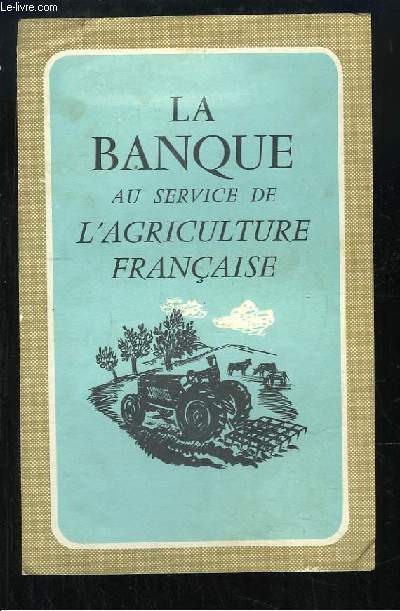 Le-livre.com
LA
BANQUE
AU SERVICE DE
L'AGRICULTURE
FRANÇAISE